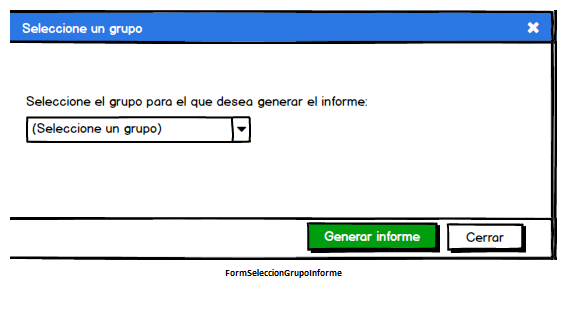 Seleccione un grupo
Seleccione el grupo para el que desea generar el informe:
(Seleccione un grupo)
Generar informe
Cerrar
FormSeleccionGrupoInforme